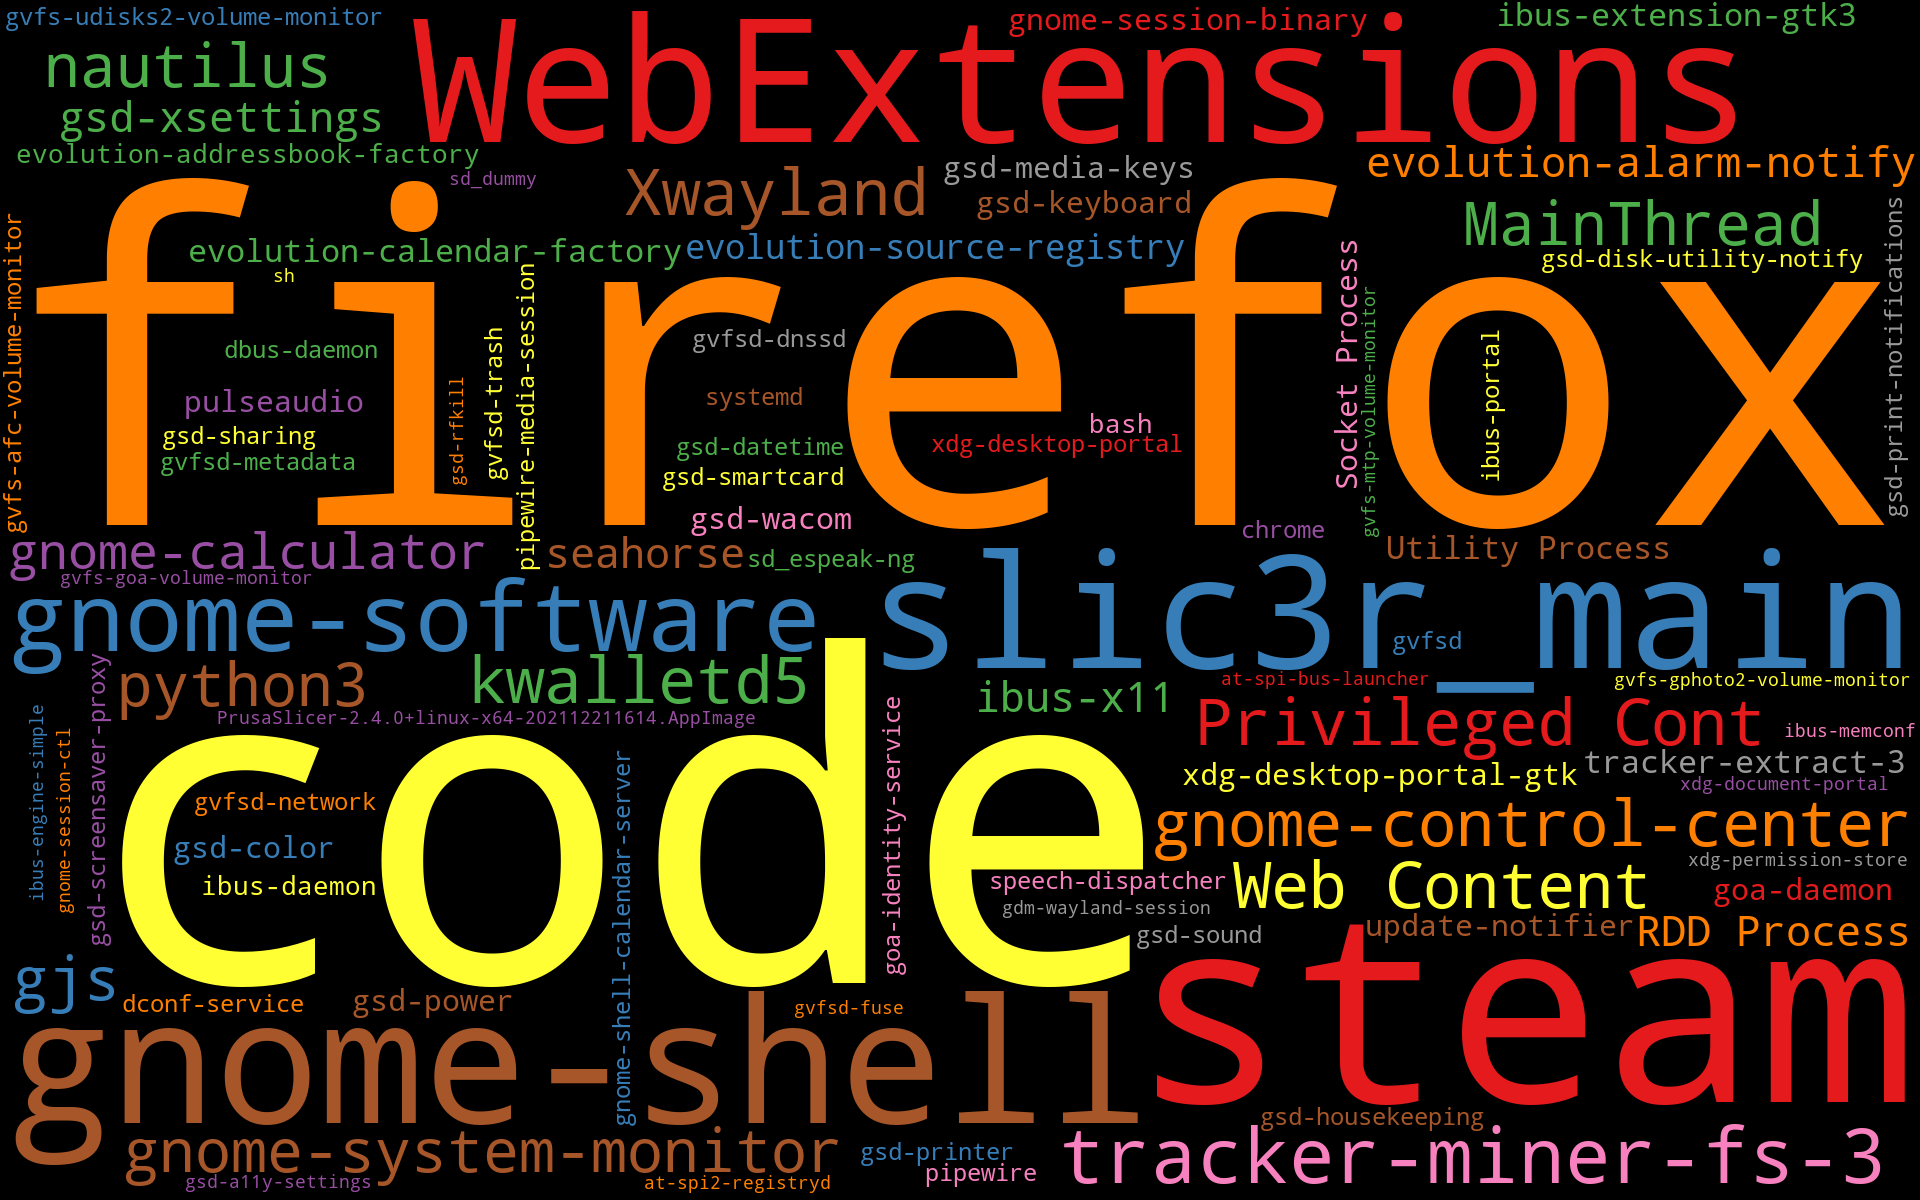 gvfs-udisks2-volume-monitor
WebExtensions
gnome-session-binary
ibus-extension-gtk3
nautilus
gsd-xsettings
evolution-addressbook-factory
sd_dummy
Xwayland
gsd-media-keys
gsd-keyboard
evolution-alarm-notify
MainThread
firefox
evolution-calendar-factory
evolution-source-registry
gsd-disk-utility-notify
gvfs-afc-volume-monitor
sh
dbus-daemon
pulseaudio
gsd-sharing
gvfsd-metadata
gsd-rfkill
gvfsd-trash
pipewire-media-session
gvfsd-dnssd
systemd
gsd-datetime
gsd-smartcard
gsd-wacom
bash
xdg-desktop-portal
Socket Process
gvfs-mtp-volume-monitor
ibus-portal
gsd-print-notifications
chrome
gnome-calculator
gvfs-goa-volume-monitor
seahorse
sd_espeak-ng
Utility Process
gnome-software
slic3r_main
gvfsd
python3
kwalletd5
PrusaSlicer-2.4.0+linux-x64-202112211614.AppImage
ibus-x11
at-spi-bus-launcher
gvfs-gphoto2-volume-monitor
Privileged Cont
ibus-memconf
tracker-extract-3
xdg-desktop-portal-gtk
xdg-document-portal
ibus-engine-simple
gnome-session-ctl
gsd-screensaver-proxy
code
gvfsd-network
gsd-color
ibus-daemon
gnome-shell-calendar-server
goa-identity-service
gnome-control-center
xdg-permission-store
Web Content
goa-daemon
speech-dispatcher
gdm-wayland-session
gsd-sound
update-notifier
RDD Process
gjs
dconf-service
gsd-power
gvfsd-fuse
gnome-shell
steam
gsd-housekeeping
gnome-system-monitor
gsd-printer
pipewire
tracker-miner-fs-3
gsd-a11y-settings
at-spi2-registryd